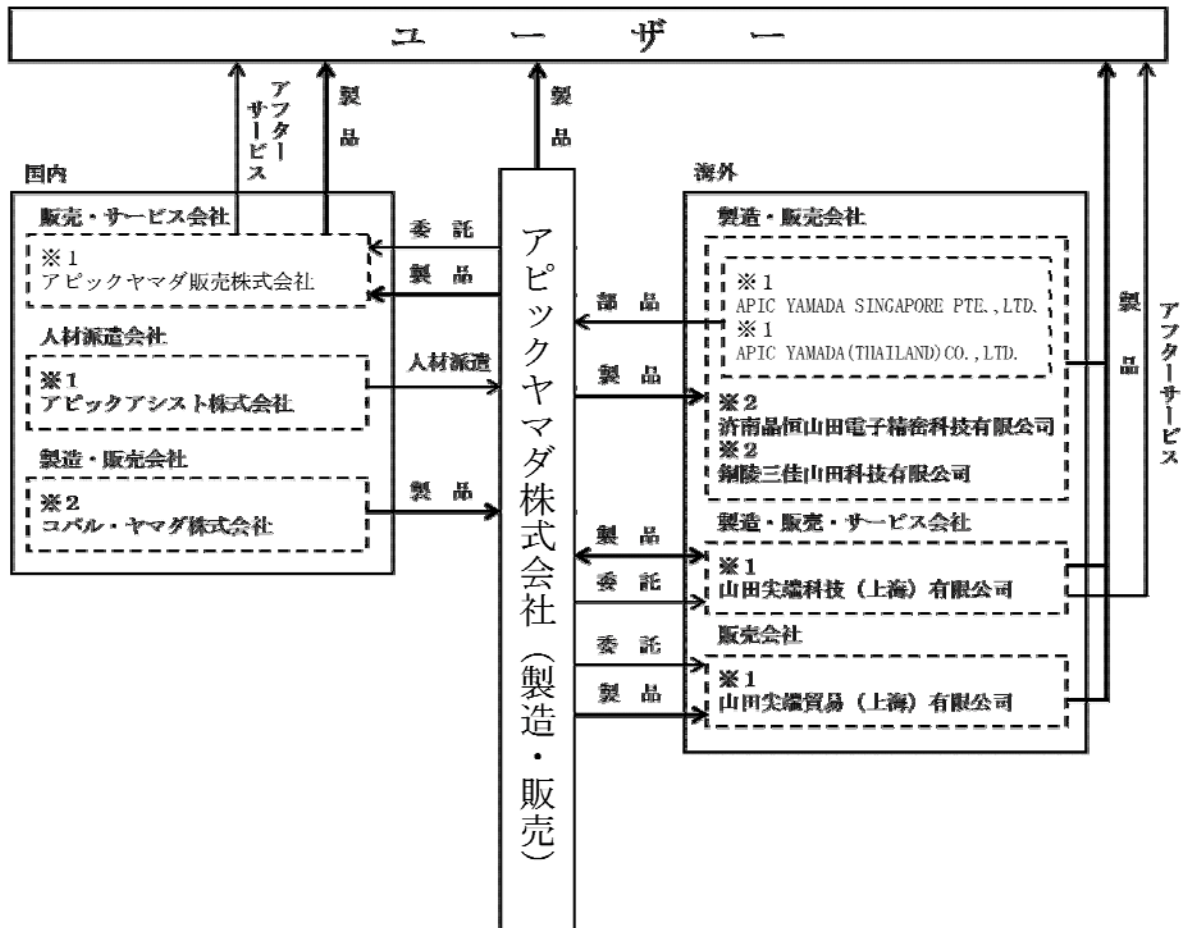 ユーザー
アフターサービス
製品
製品
製品
アフターサービス
国内
販売・サービス会社
※1
アピックヤマダ販売株式会社
人材派遣会社
※1
アピックアシスト株式会社
製造・販売会社
※2
コパル・ヤマダ株式会社
委託
製品
人材派遣
製品
アピックヤマダ株式会社（製造・販売）
部品
製品
製品
委託
委託
製品
海外
製造・販売会社
※1
APIC YAMADA SINGAPORE PTE.,LTD.
※1
APIC YAMADA(THAILAND)CO.,LTD.
※2
済南晶恒山田電子精密科技有限公司
※2
銅陵三佳山田科技有限公司
製造・販売・サービス会社
※1
山田尖端科技（上海）有限公司
販売会社
※1
山田尖端貿易（上海）有限公司